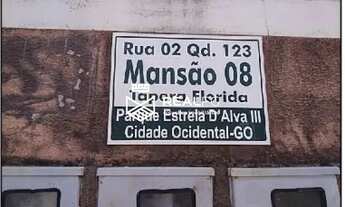 Rua 02 Qd. 123
Mansão 08
Tapera Florida
Parque Estrela D'Alva III
Cidade Ocidental-GO